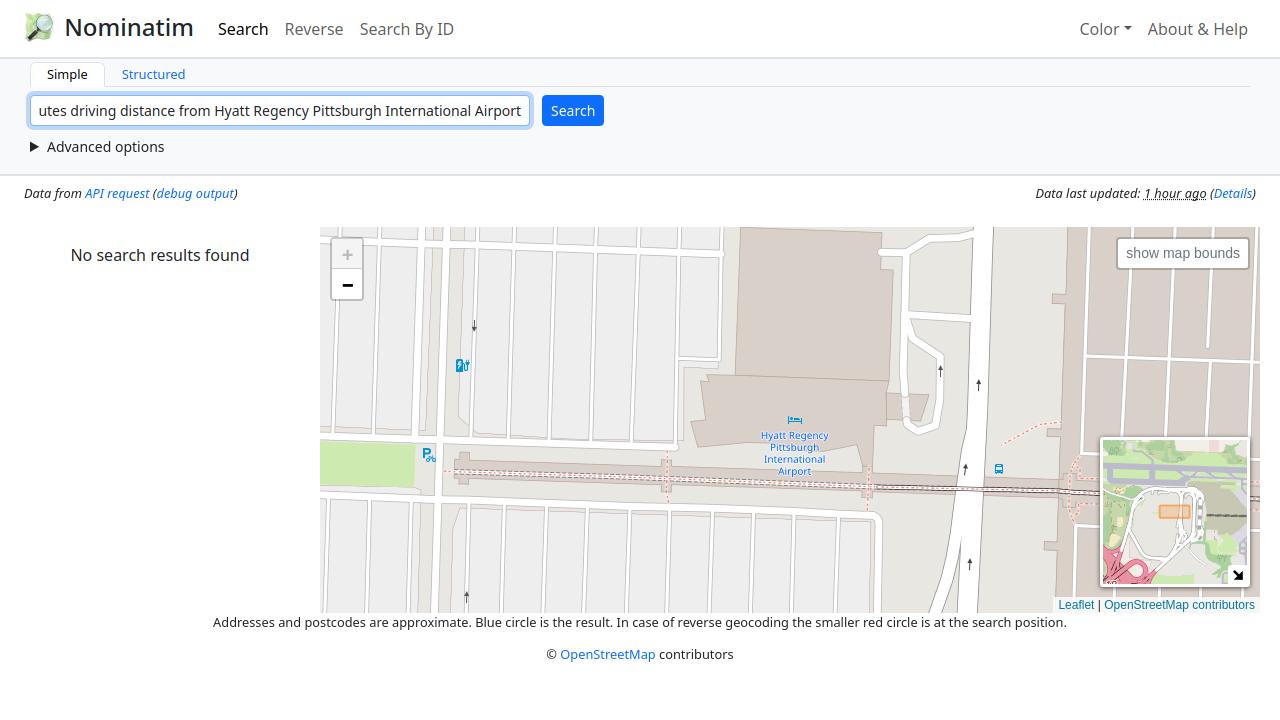 Nominatim
Search
Reverse
Search By ID
Color
About & Help
Simple
Structured
utes driving distance from Hyatt Regency Pittsburgh International Airport
Search
Advanced options
Data from API request (debug output)
Data last updated: 1 hour ago (Details)
No search results found
+
−
show map bounds
Hyatt Regency
Pittsburgh
International
Airport
P
Leaflet | OpenStreetMap contributors
Addresses and postcodes are approximate. Blue circle is the result. In case of reverse geocoding the smaller red circle is at the search position.
© OpenStreetMap contributors